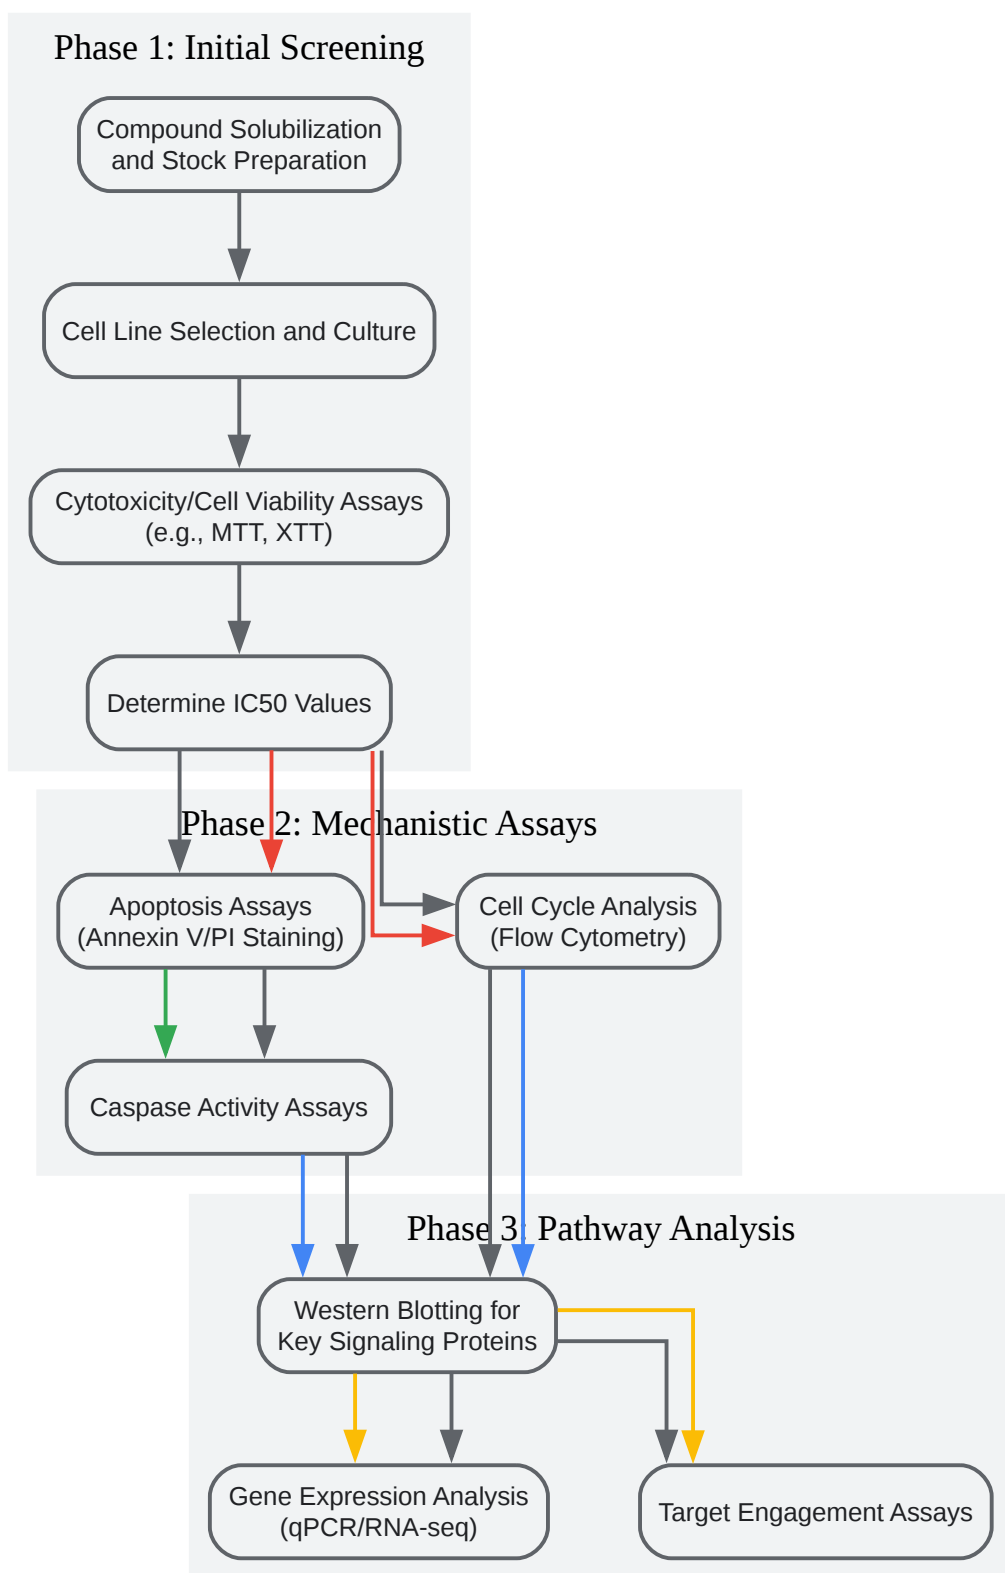 Phase 1: Initial Screening
Compound Solubilization
and Stock Preparation
Cell Line Selection and Culture
Cytotoxicity/Cell Viability Assays
(e.g., MTT, XTT)
Determine IC50 Values
Phase 2: Mechanistic Assays
Apoptosis Assays
(Annexin V/PI Staining)
Cell Cycle Analysis
(Flow Cytometry)
Caspase Activity Assays
Phase 3: Pathway Analysis
Western Blotting for
Key Signaling Proteins
Gene Expression Analysis
(qPCR/RNA-seq)
Target Engagement Assays